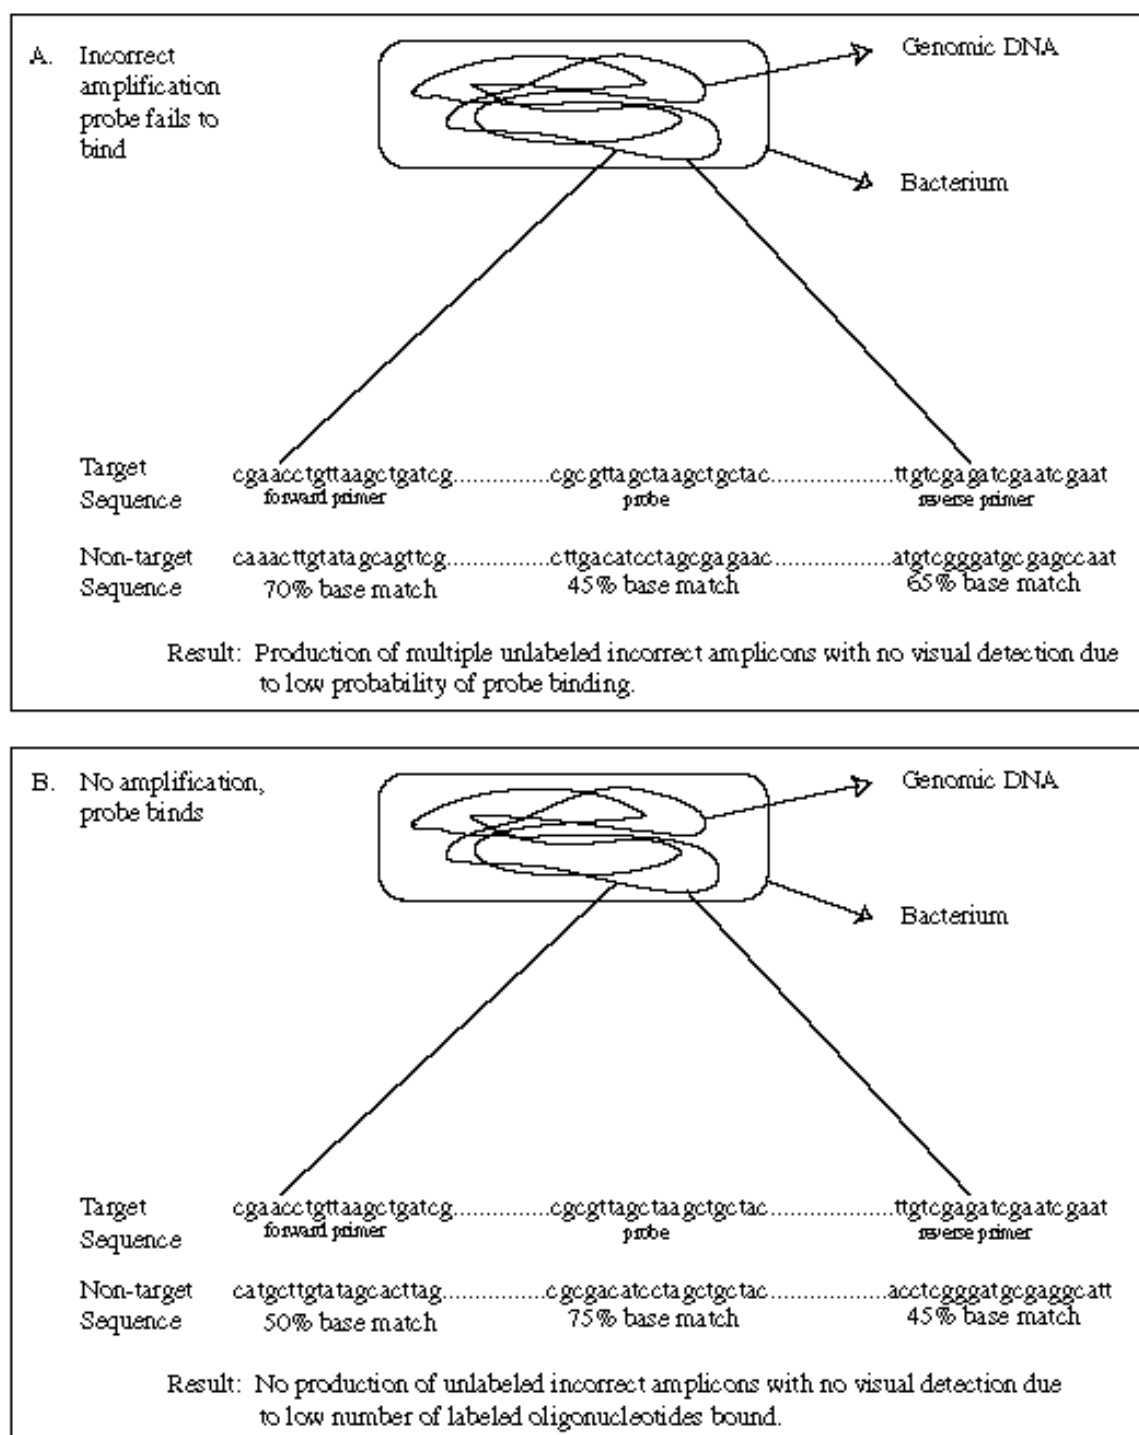 A. Incorrect
amplification
probe fails to
bind
Genomic DNA
Bacterium
Target
Sequence
cgaacctgttaagctgatcg...............cgcgttagctaagctgctac...................ttgtcgagatcgaatcgaat
forward primer probe reverse primer
Non-target
Sequence
caaacttgtatagcagttcg................cttgacatcctagcgagaac...................atgtcgggatgcgagccaat
70% base match 45% base match 65% base match
Result: Production of multiple unlabeled incorrect amplicons with no visual detection due
to low probability of probe binding.
B. No amplification,
probe binds
Genomic DNA
Bacterium
Target
Sequence
cgaacctgttaagctgatcg...............cgcgttagctaagctgctac...................ttgtcgagatcgaatcgaat
forward primer probe reverse primer
Non-target
Sequence
catgcttgtatagcacttag................cgcgacatcctagctgctac...................acctcgggatgcgaggcatt
50% base match 75% base match 45% base match
Result: No production of unlabeled incorrect amplicons with no visual detection due
to low number of labeled oligonucleotides bound.